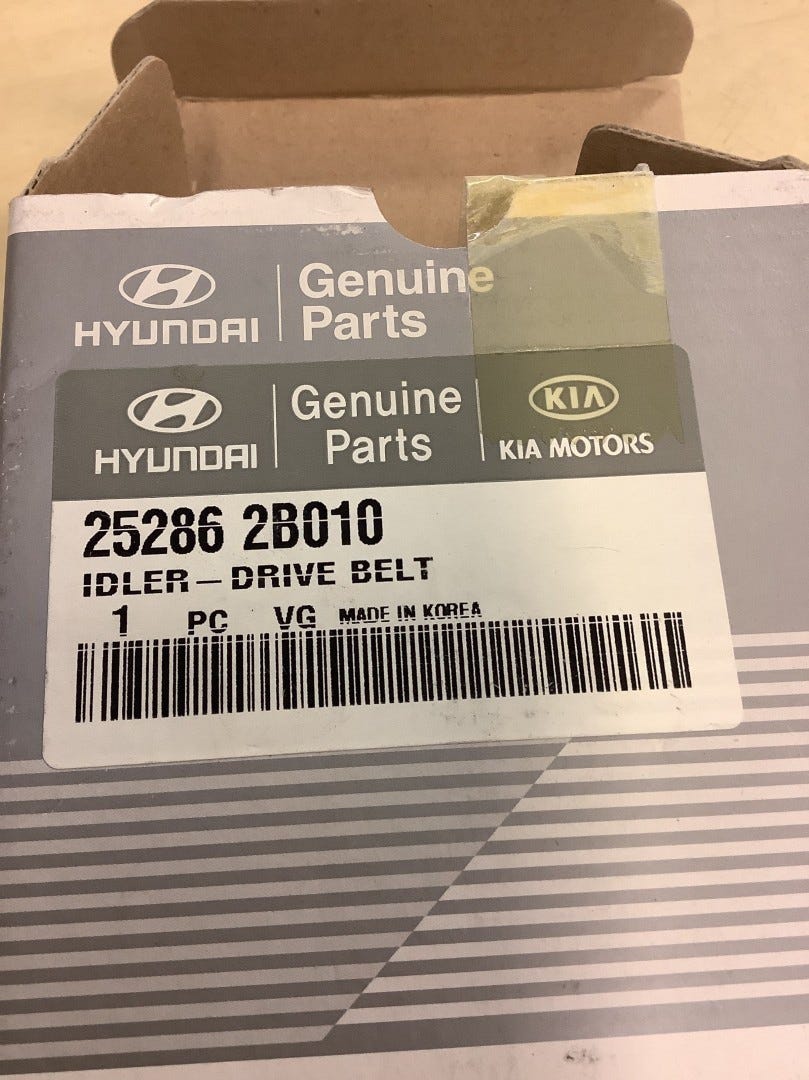 HYUNDAI
Genuine
Parts
HYUNDAI
Genuine
Parts
KIA
KIA MOTORS
25286 2B010
IDLER-DRIVE BELT
1 PC VG MADE IN KOREA